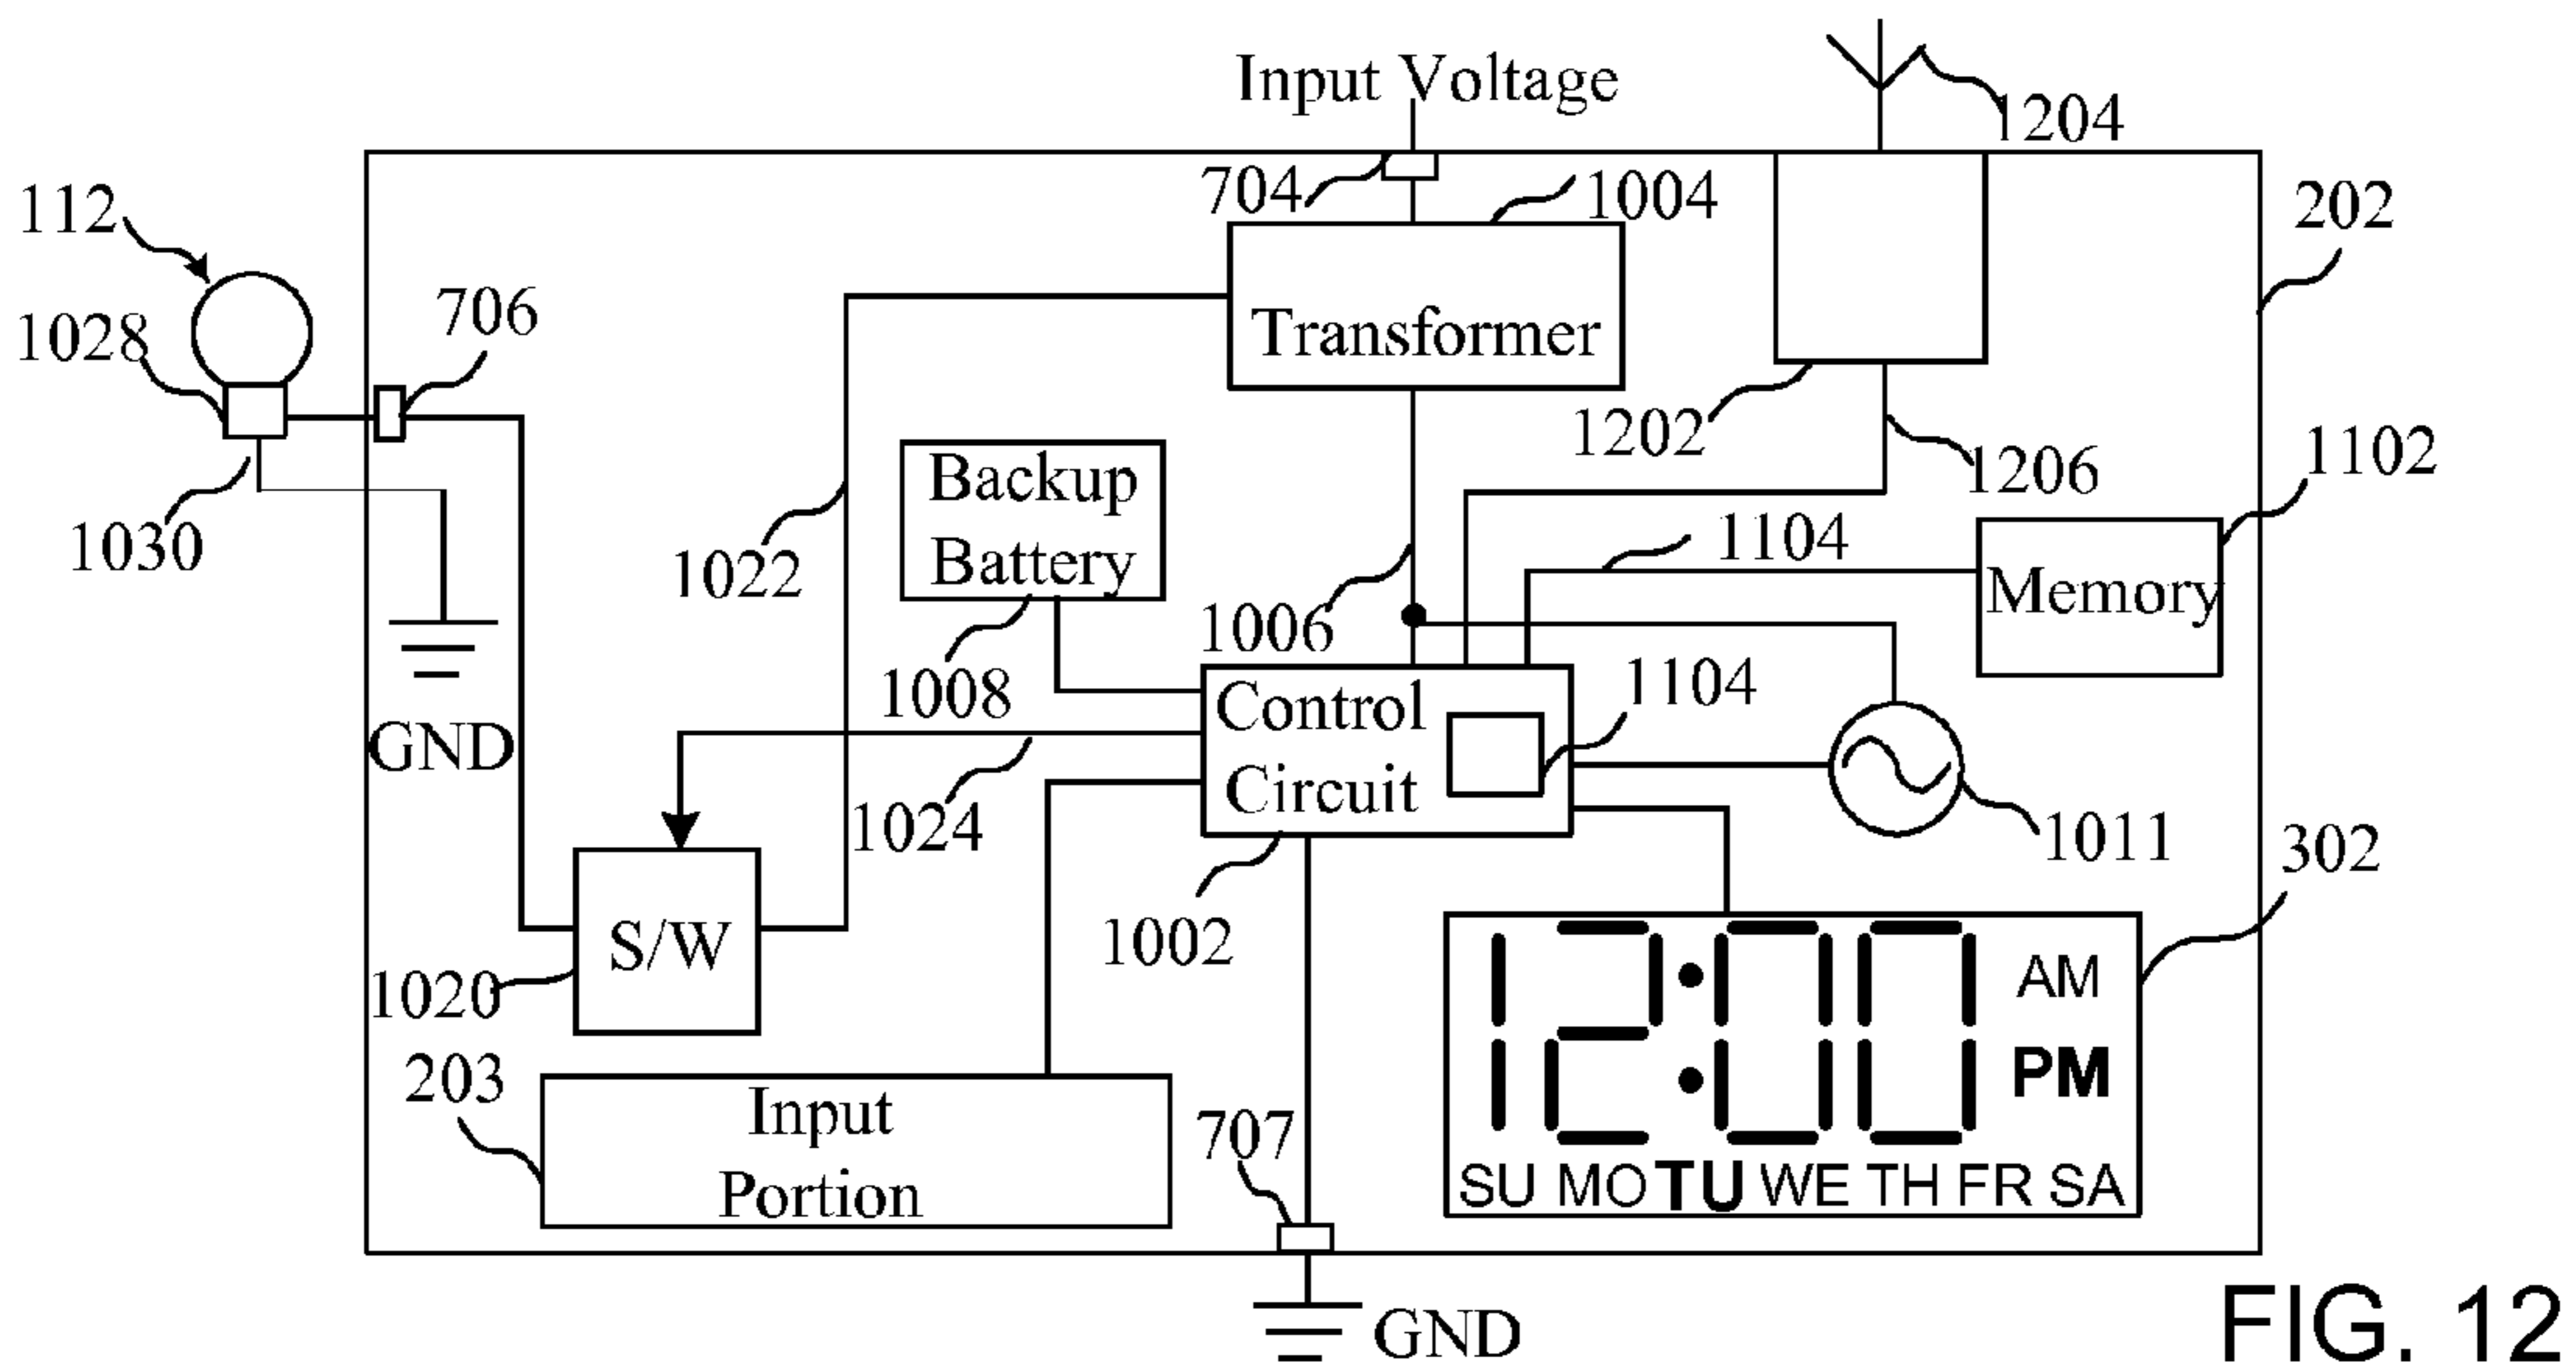 Input Voltage
1204
704
1004
202
112
706
1028
Transformer
1202
1206
1102
Backup
Battery
1030
1022
1104
Memory
1006
1008
Control
Circuit
1104
GND
1024
1011
302
1002
S/W
1020
12:00
AM
PM
SU MO TU WE TH FR SA
203
Input
Portion
707
GND
FIG. 12